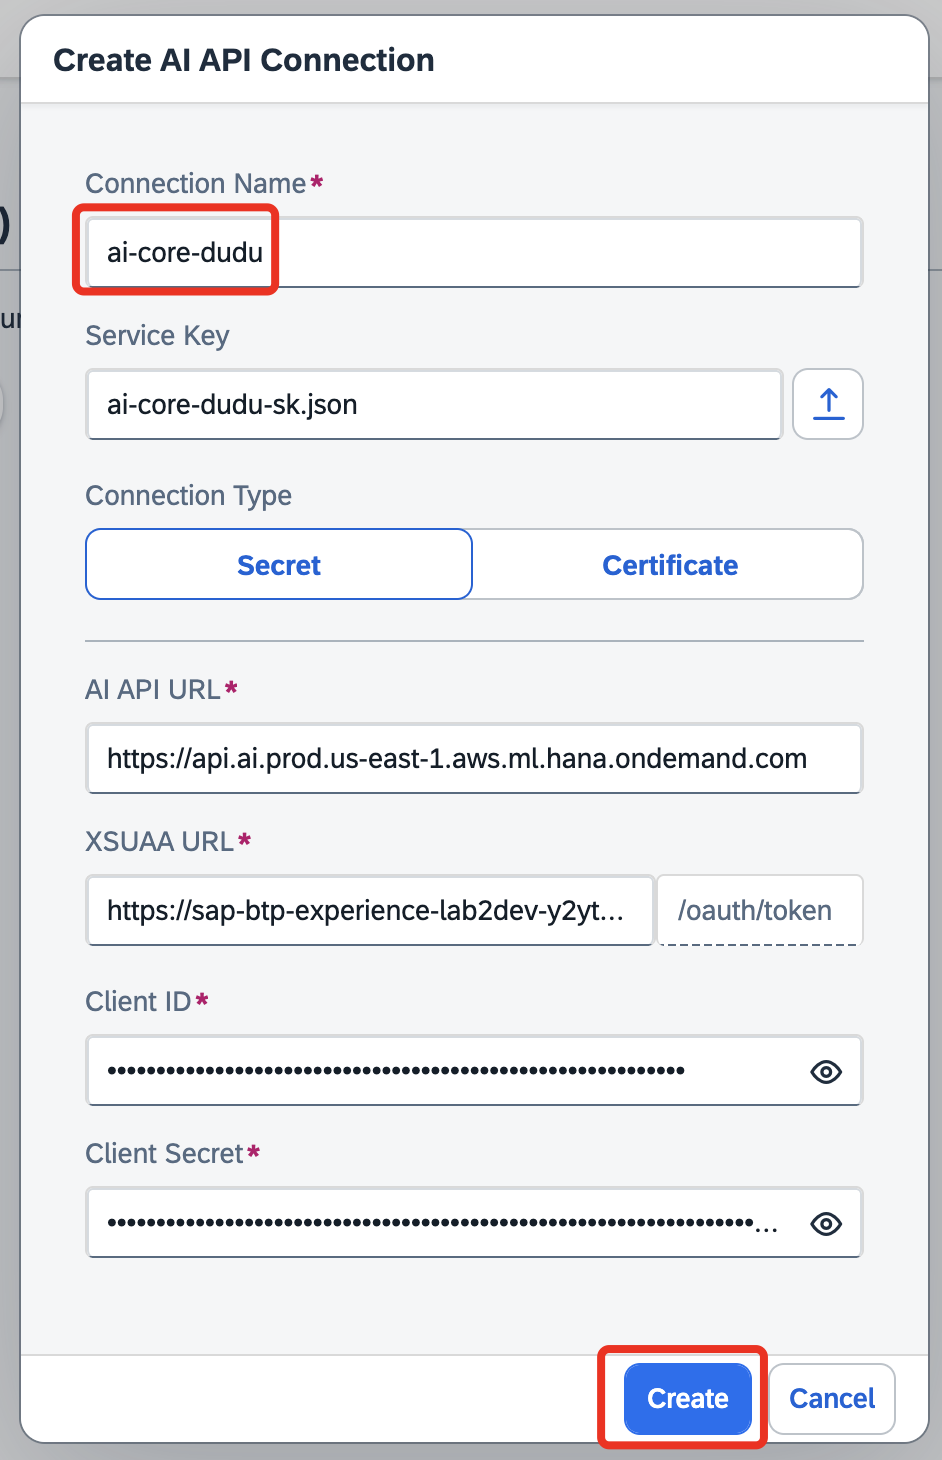 Create AI API Connection
Connection Name*
ai-core-dudu
Service Key
ai-core-dudu-sk.json
Connection Type
Secret Certificate
AI API URL*
https://api.ai.prod.us-east-1.aws.ml.hana.ondemand.com
XSUAA URL*
https://sap-btp-experience-lab2dev-y2yt... /oauth/token
Client ID*
Client Secret*
Create Cancel